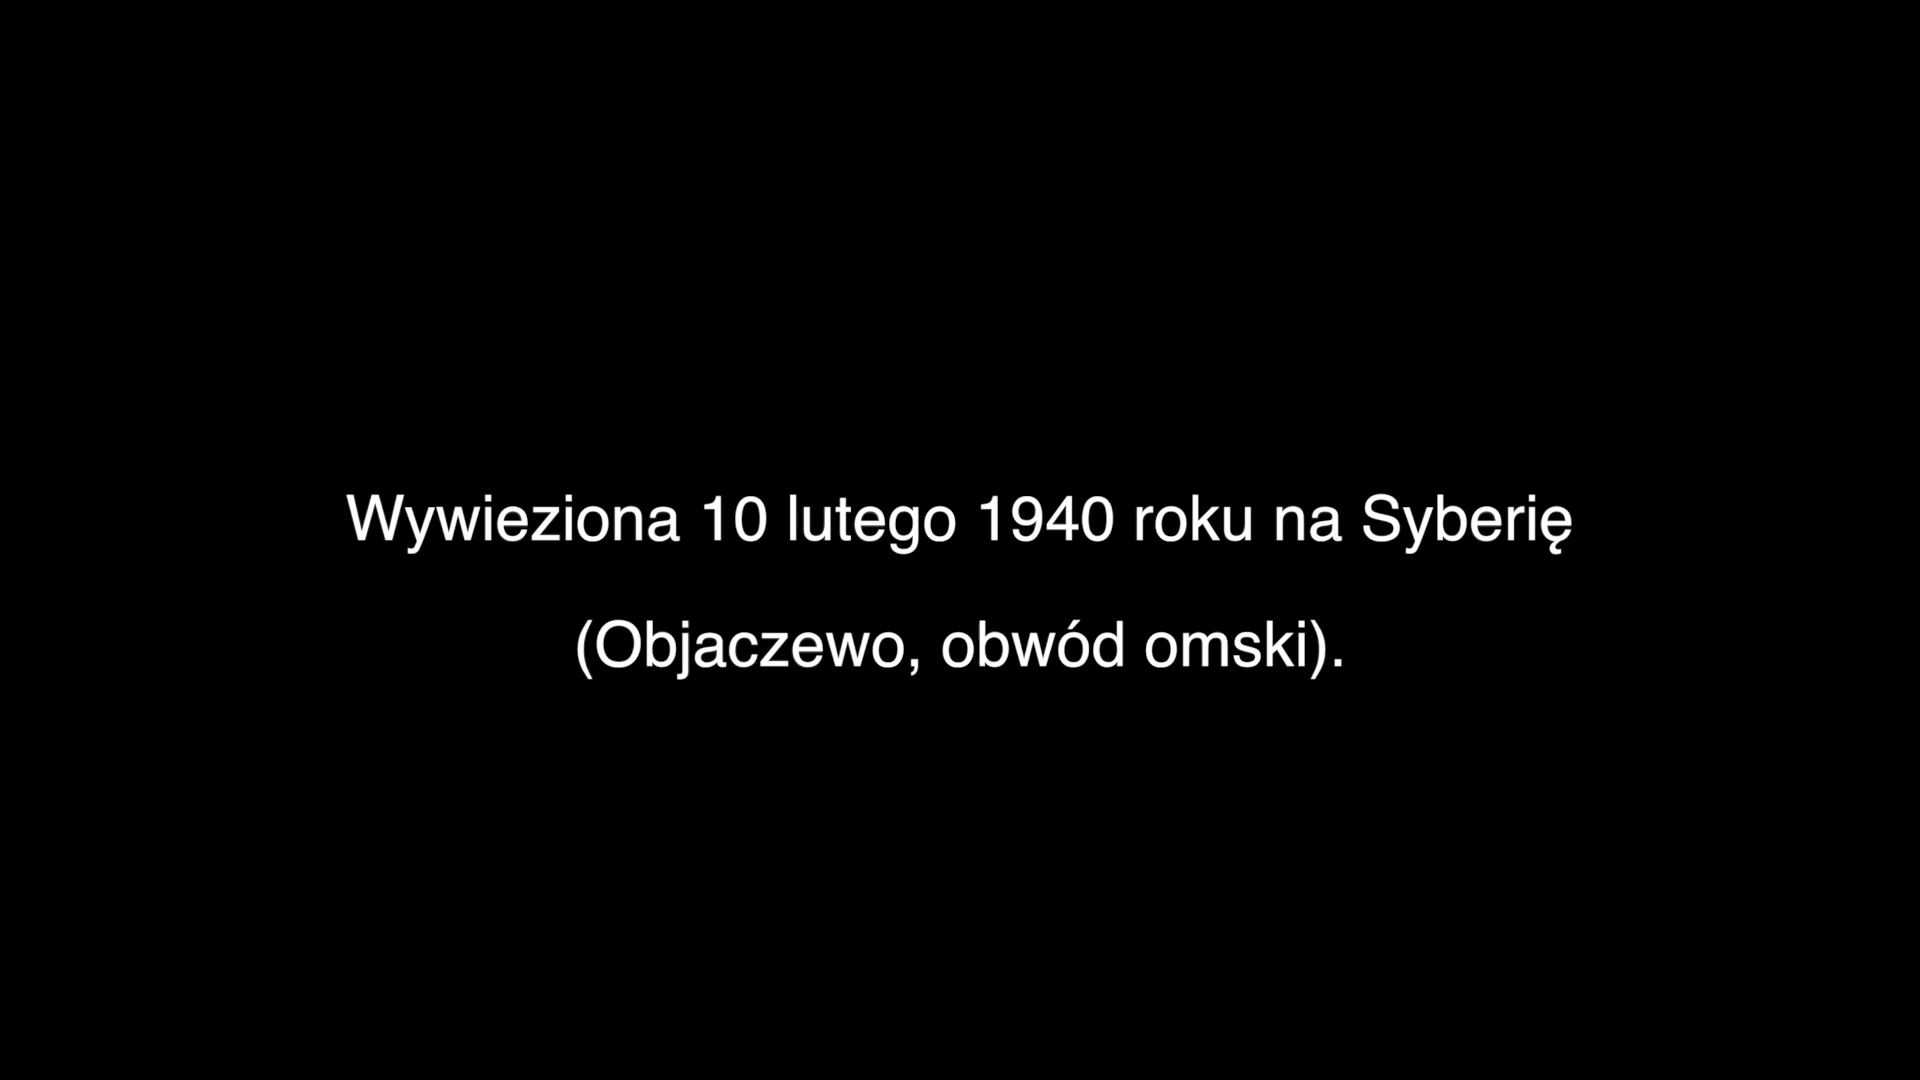 Wywieziona 10 lutego 1940 roku na Syberię
(Objaczewo, obwód omski).